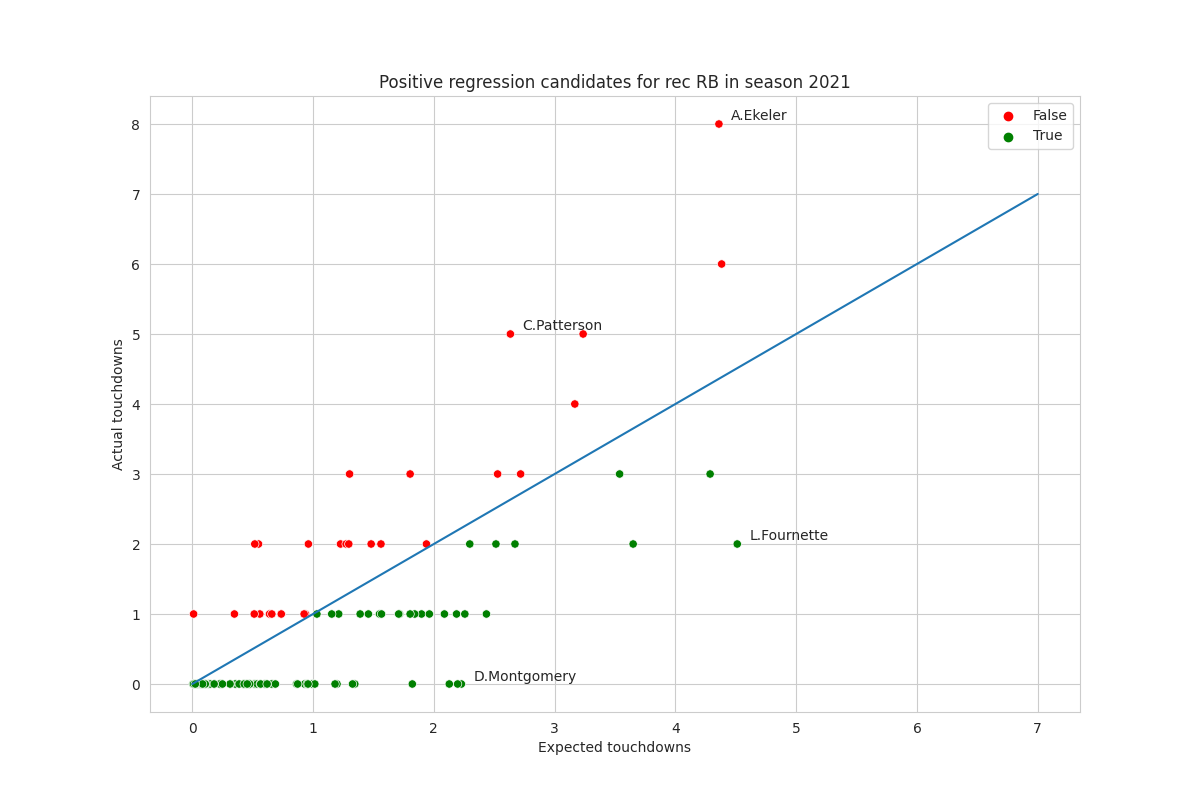 Positive regression candidates for rec RB in season 2021
A.Ekeler
False
True
C.Patterson
L.Fournette
D.Montgomery
8
7
6
5
4
3
2
1
0
Actual touchdowns
0 1 2 3 4 5 6 7
Expected touchdowns